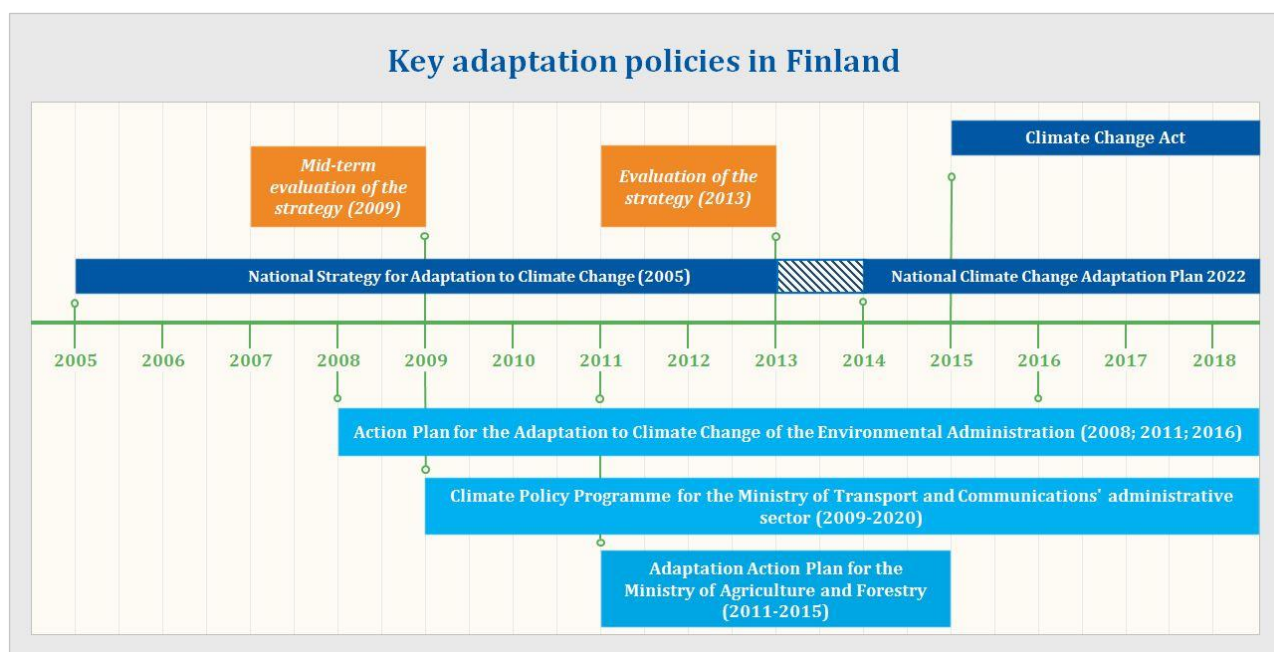 Key adaptation policies in Finland
Climate Change Act
Mid-term
evaluation of the
strategy (2009)
Evaluation of the
strategy (2013)
National Strategy for Adaptation to Climate Change (2005)
National Climate Change Adaptation Plan 2022
2005 2006 2007 2008 2009 2010 2011 2012 2013 2014 2015 2016 2017 2018
Action Plan for the Adaptation to Climate Change of the Environmental Administration (2008; 2011; 2016)
Climate Policy Programme for the Ministry of Transport and Communications' administrative
sector (2009-2020)
Adaptation Action Plan for the
Ministry of Agriculture and Forestry
(2011-2015)